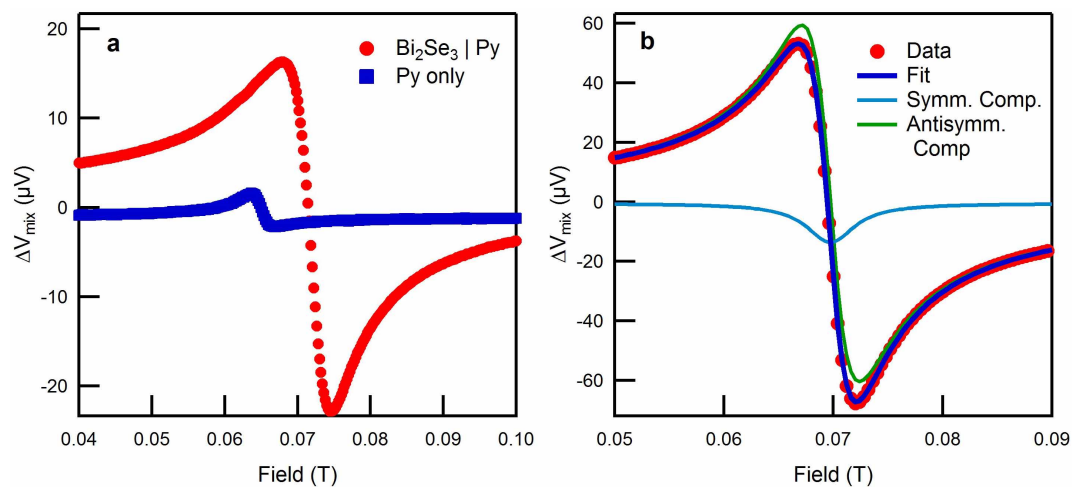 a
Bi₂Se₃ | Py
Py only
20
10
0
-10
-20
ΔVmix (µV)
0.04
0.05
0.06
0.07
0.08
0.09
0.10
Field (T)
b
Data
Fit
Symm. Comp.
Antisymm.
Comp
60
40
20
0
-20
-40
-60
ΔVmix (µV)
0.05
0.06
0.07
0.08
0.09
Field (T)